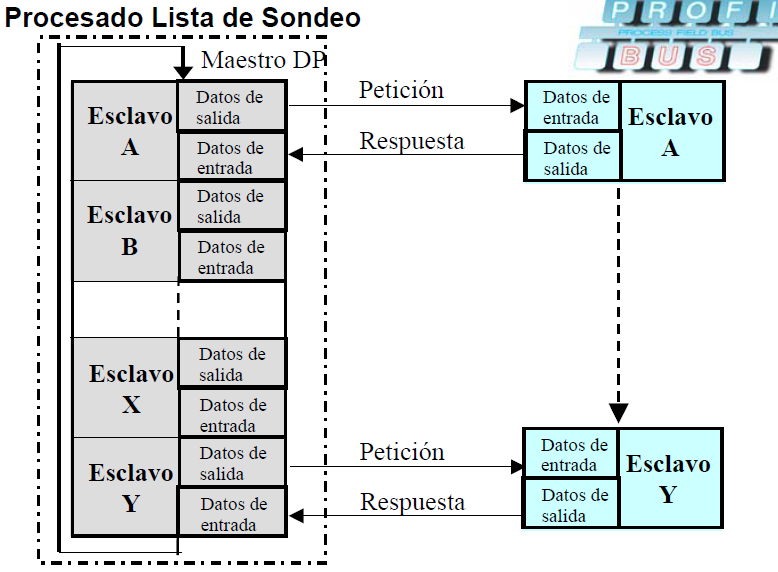 Procesado Lista de Sondeo
PROFI
PROCESS FIELD BUS
BUS
Maestro DP
Esclavo
A
Datos de
salida
Datos de
entrada
Petición
Respuesta
Datos de
entrada
Datos de
salida
Esclavo
A
Esclavo
B
Datos de
salida
Datos de
entrada
Esclavo
X
Datos de
salida
Datos de
entrada
Esclavo
Y
Datos de
salida
Datos de
entrada
Petición
Respuesta
Datos de
entrada
Datos de
salida
Esclavo
Y